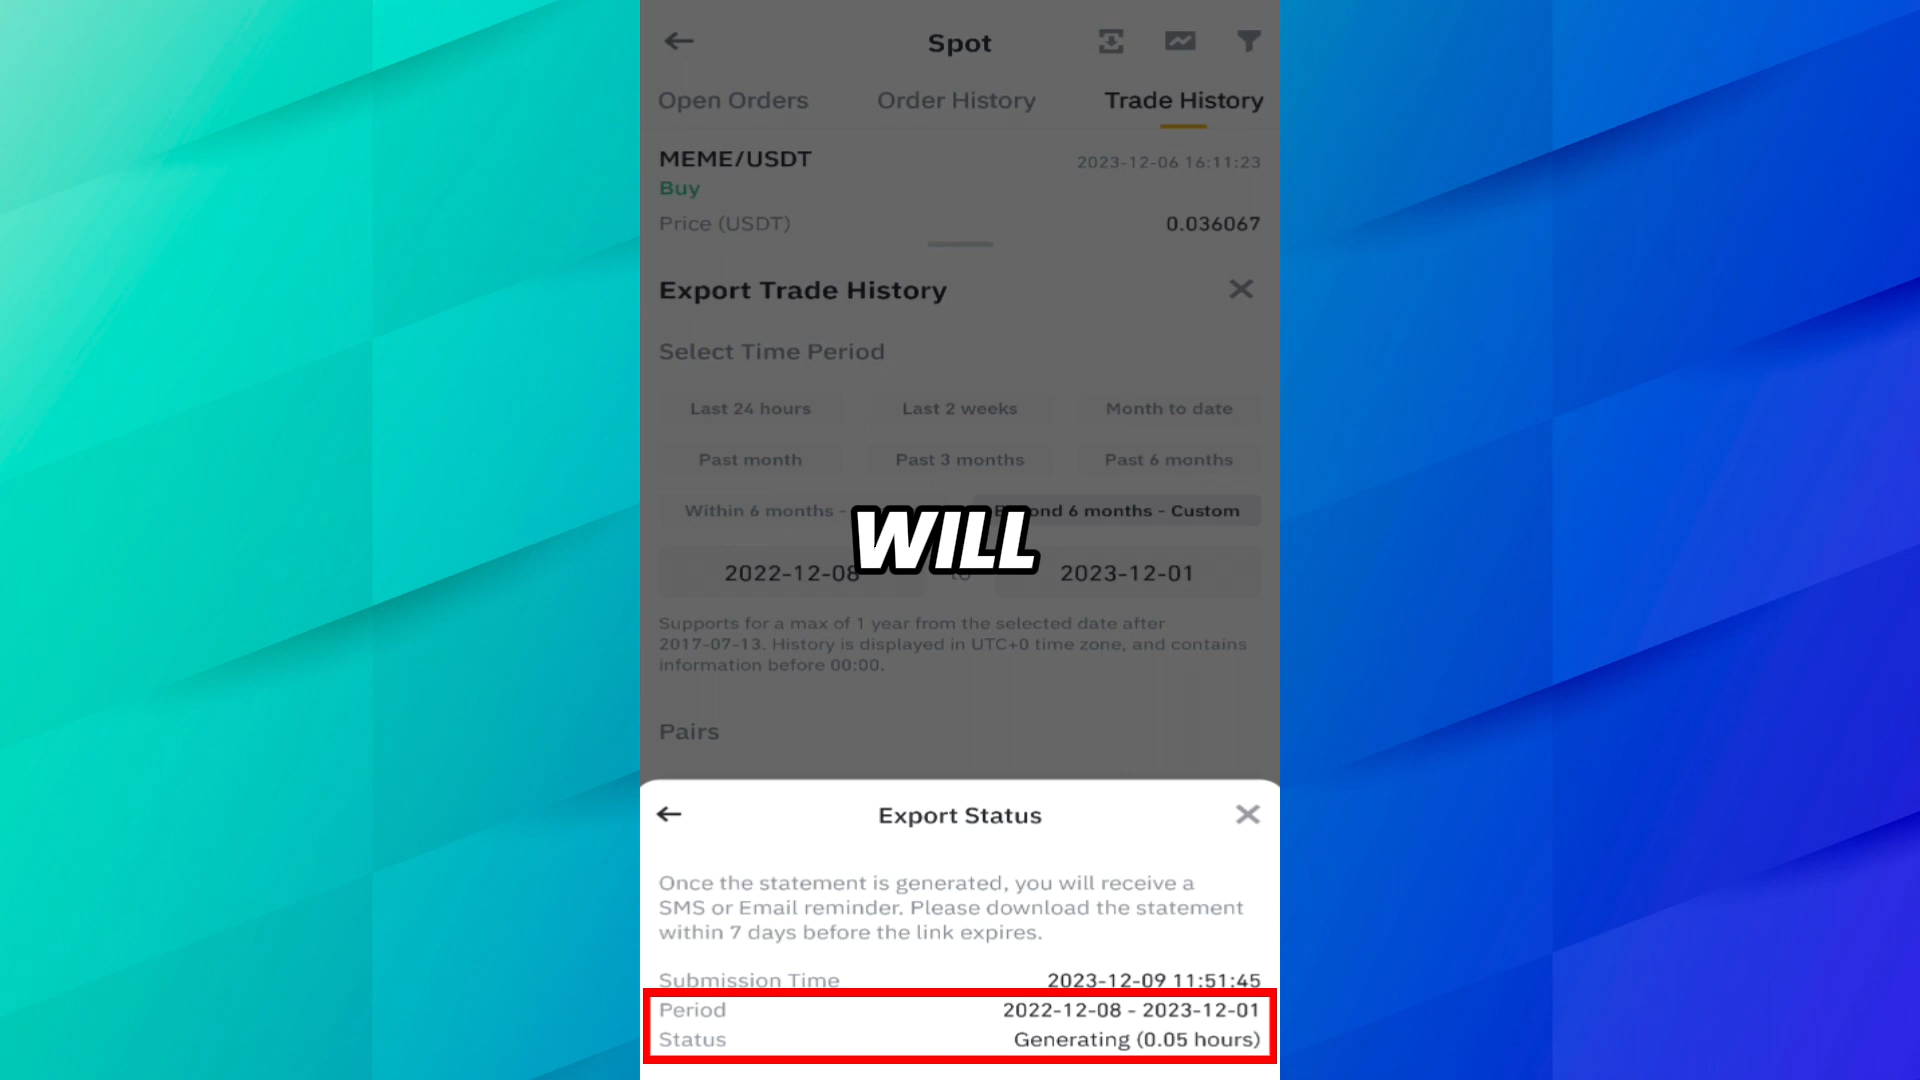 Spot
Open Orders Order History Trade History
MEME/USDT 2023-12-06 16:11:23
Buy
Price (USDT) 0.036067
Export Trade History
Select Time Period
Last 24 hours Last 2 weeks Month to date
Past month Past 3 months Past 6 months
Within 6 months - 6 months - Custom
WILL
2022-12-08 to 2023-12-01
Supports for a max of 1 year from the selected date after
2017-07-13. History is displayed in UTC+0 time zone, and contains
information before 00:00.
Pairs
Export Status
Once the statement is generated, you will receive a
SMS or Email reminder. Please download the statement
within 7 days before the link expires.
Submission Time 2023-12-09 11:51:45
Period 2022-12-08 - 2023-12-01
Status Generating (0.05 hours)